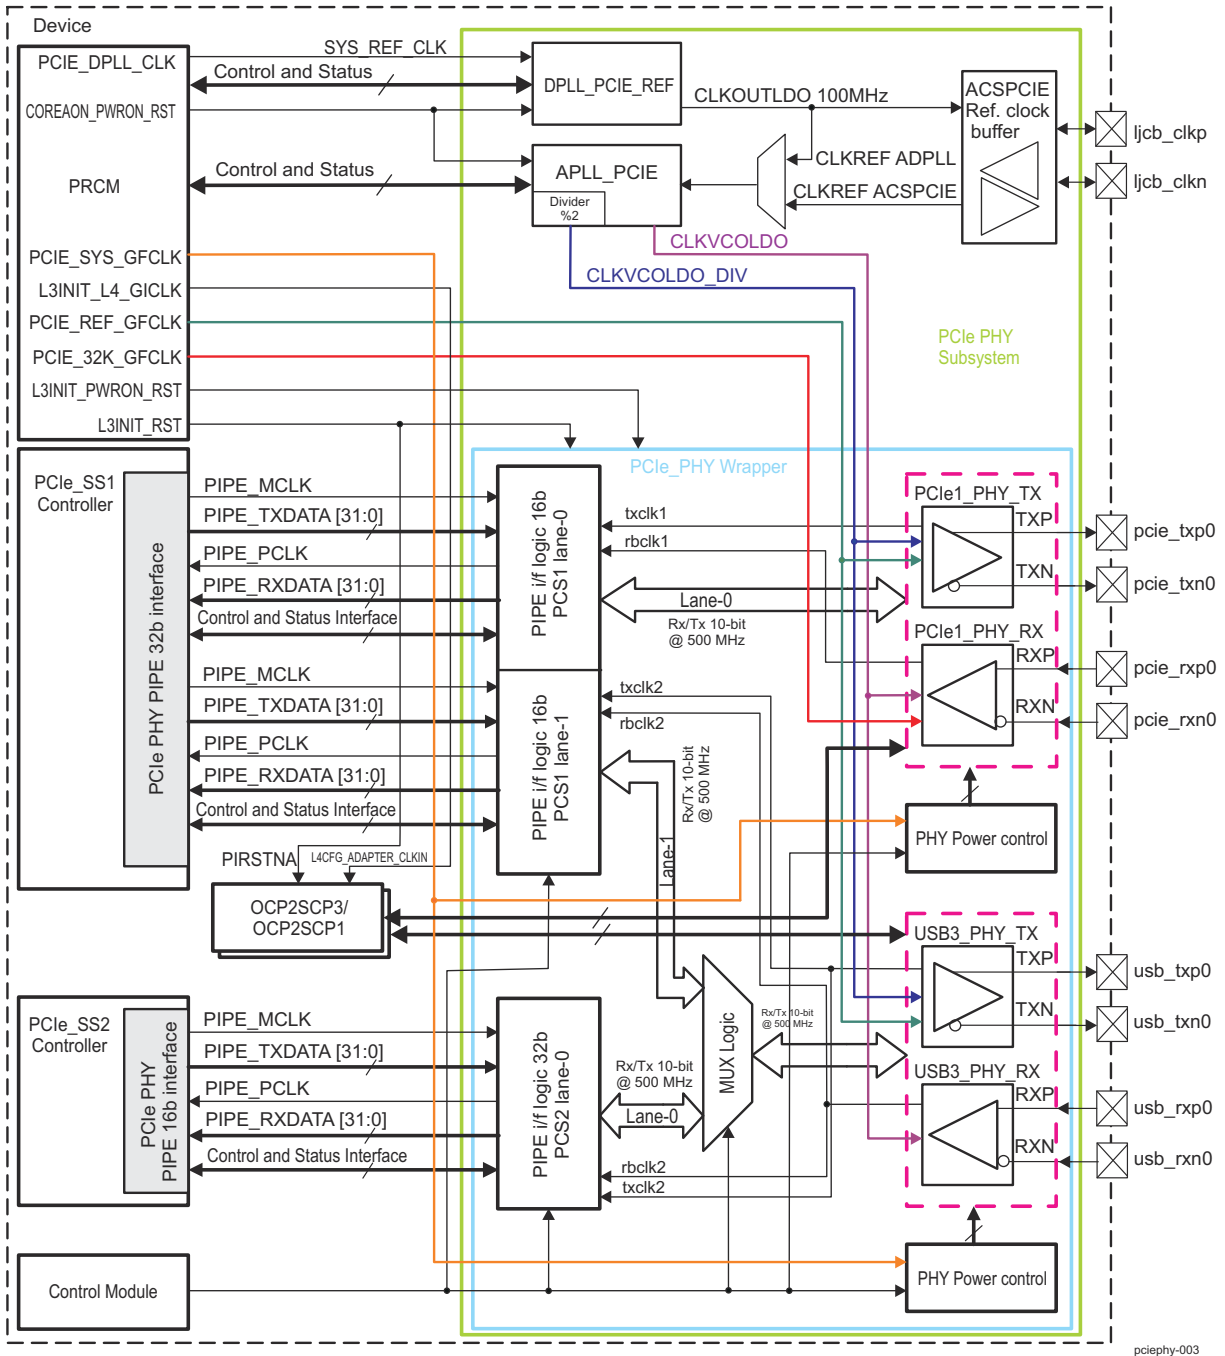 Device
PCIE_DPLL_CLK
SYS_REF_CLK
Control and Status
COREAON_PWRON_RST
PRCM
Control and Status
PCIE_SYS_GFCLK
L3INIT_L4_GICLK
PCIE_REF_GFCLK
PCIE_32K_GFCLK
L3INIT_PWRON_RST
L3INIT_RST
DPLL_PCIE_REF
CLKOUTLDO 100MHz
ACSPCIE
Ref. clock
buffer
ljcb_clkp
ljcb_clkn
APLL_PCIE
Divider
%2
CLKREF ADPLL
CLKREF ACSPCIE
CLKVCOLDO
CLKVCOLDO_DIV
PCIe PHY
Subsystem
PCIe_PHY Wrapper
PCIe_SS1
Controller
PCIe PHY PIPE 32b interface
PIPE_MCLK
PIPE_TXDATA [31:0]
PIPE_PCLK
PIPE_RXDATA [31:0]
Control and Status Interface
PIPE_MCLK
PIPE_TXDATA [31:0]
PIPE_PCLK
PIPE_RXDATA [31:0]
Control and Status Interface
PIPE i/f logic 16b
PCS1 lane-0
PIPE i/f logic 16b
PCS1 lane-1
txclk1
rbclk1
Lane-0
Rx/Tx 10-bit
@ 500 MHz
txclk2
rbclk2
Rx/Tx 10-bit
@ 500 MHz
Lane-1
PCIe1_PHY_TX
TXP
TXN
PCIe1_PHY_RX
RXP
RXN
pcie_txp0
pcie_txn0
pcie_rxp0
pcie_rxn0
PHY Power control
PIRSTNA
L4CFG_ADAPTER_CLKIN
OCP2SCP3/
OCP2SCP1
USB3_PHY_TX
TXP
TXN
USB3_PHY_RX
RXP
RXN
usb_txp0
usb_txn0
usb_rxp0
usb_rxn0
PCIe_SS2
Controller
PCIe PHY
PIPE 16b interface
PIPE_MCLK
PIPE_TXDATA [31:0]
PIPE_PCLK
PIPE_RXDATA [31:0]
Control and Status Interface
PIPE i/f logic 32b
PCS2 lane-0
Rx/Tx 10-bit
@ 500 MHz
Lane-0
MUX Logic
Rx/Tx 10-bit
@ 500 MHz
rbclk2
txclk2
Control Module
PHY Power control
pciephy-003